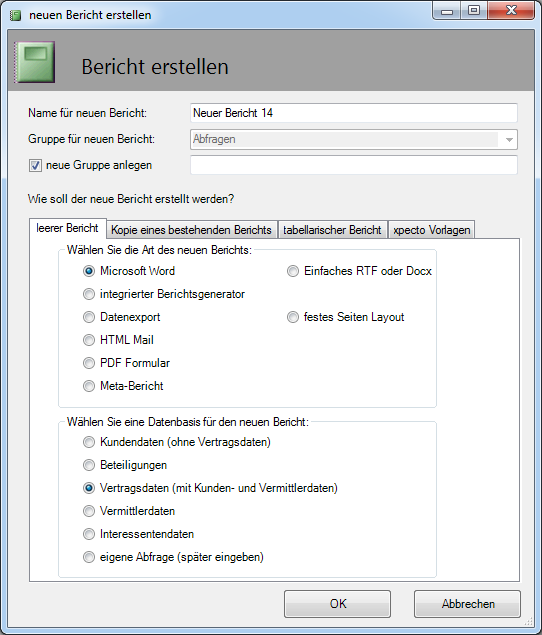 neuen Bericht erstellen
Bericht erstellen
Name für neuen Bericht: Neuer Bericht 14
Gruppe für neuen Bericht: Abfragen
neue Gruppe anlegen
Wie soll der neue Bericht erstellt werden?
leerer Bericht Kopie eines bestehenden Berichts tabellarischer Bericht xpecto Vorlagen
Wählen Sie die Art des neuen Berichts:
Microsoft Word Einfaches RTF oder Docx
integrierter Berichtsgenerator
Datenexport festes Seiten Layout
HTML Mail
PDF Formular
Meta-Bericht
Wählen Sie eine Datenbasis für den neuen Bericht:
Kundendaten (ohne Vertragsdaten)
Beteiligungen
Vertragsdaten (mit Kunden- und Vermittlerdaten)
Vermittlerdaten
Interessentendaten
eigene Abfrage (später eingeben)
OK Abbrechen